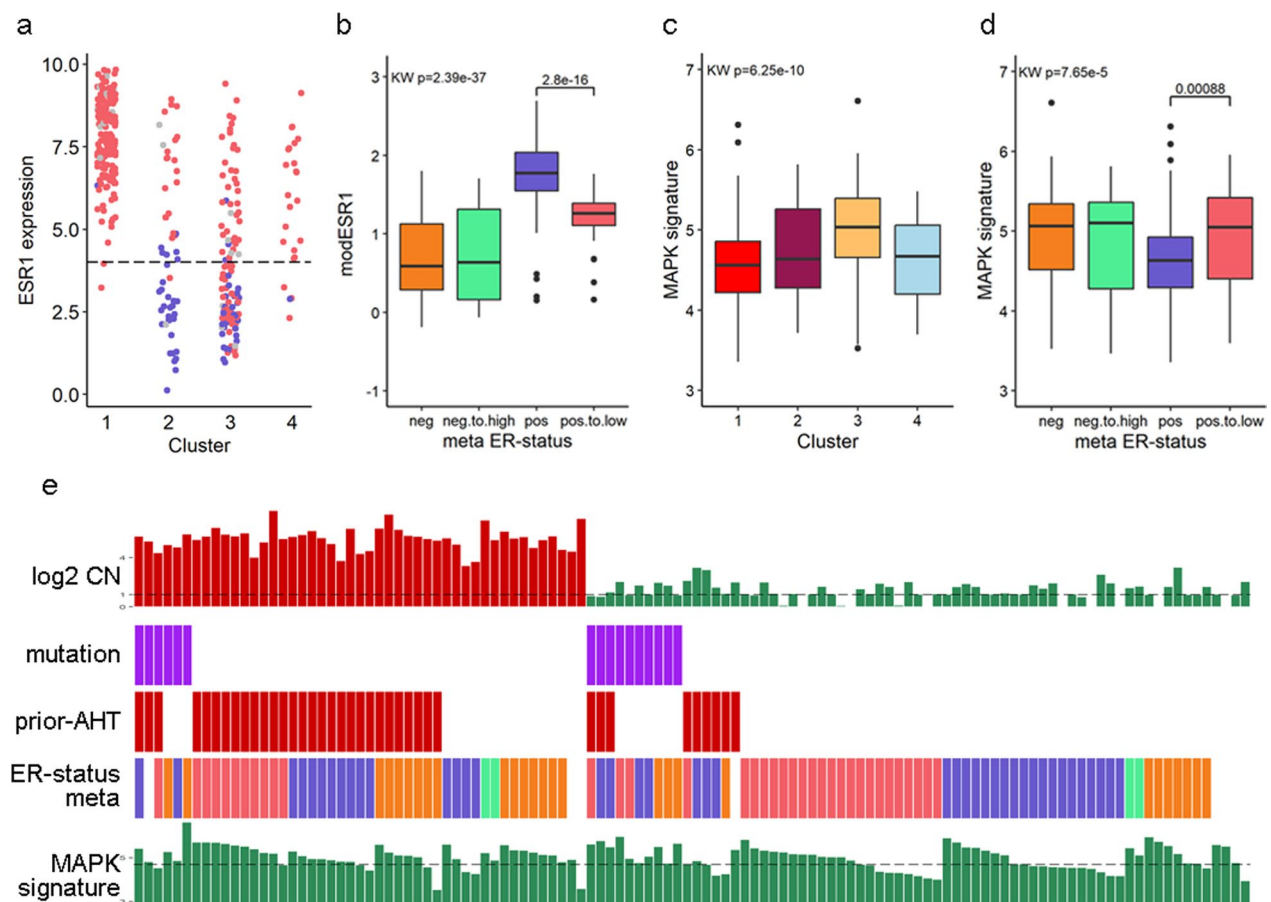 a
10.0
7.5
5.0
2.5
0.0
ESR1 expression
1 2 3 4
Cluster
b
KW p=2.39e-37
2.8e-16
3
2
1
0
-1
modESR1
neg neg.to.high pos pos.to.low
meta ER-status
c
KW p=6.25e-10
7
6
5
4
3
MAPK signature
1 2 3 4
Cluster
d
KW p=7.65e-5
0.00088
7
6
5
4
3
MAPK signature
neg neg.to.high pos pos.to.low
meta ER-status
e
log2 CN
4
1
0
mutation
prior-AHT
ER-status
meta
MAPK
signature
5